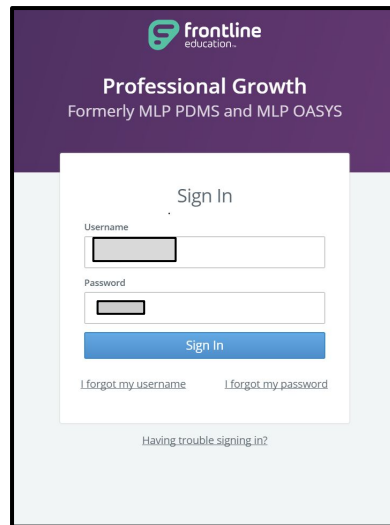 frontline
education™
Professional Growth
Formerly MLP PDMS and MLP OASYS
Sign In
Username
Password
Sign In
I forgot my username I forgot my password
Having trouble signing in?